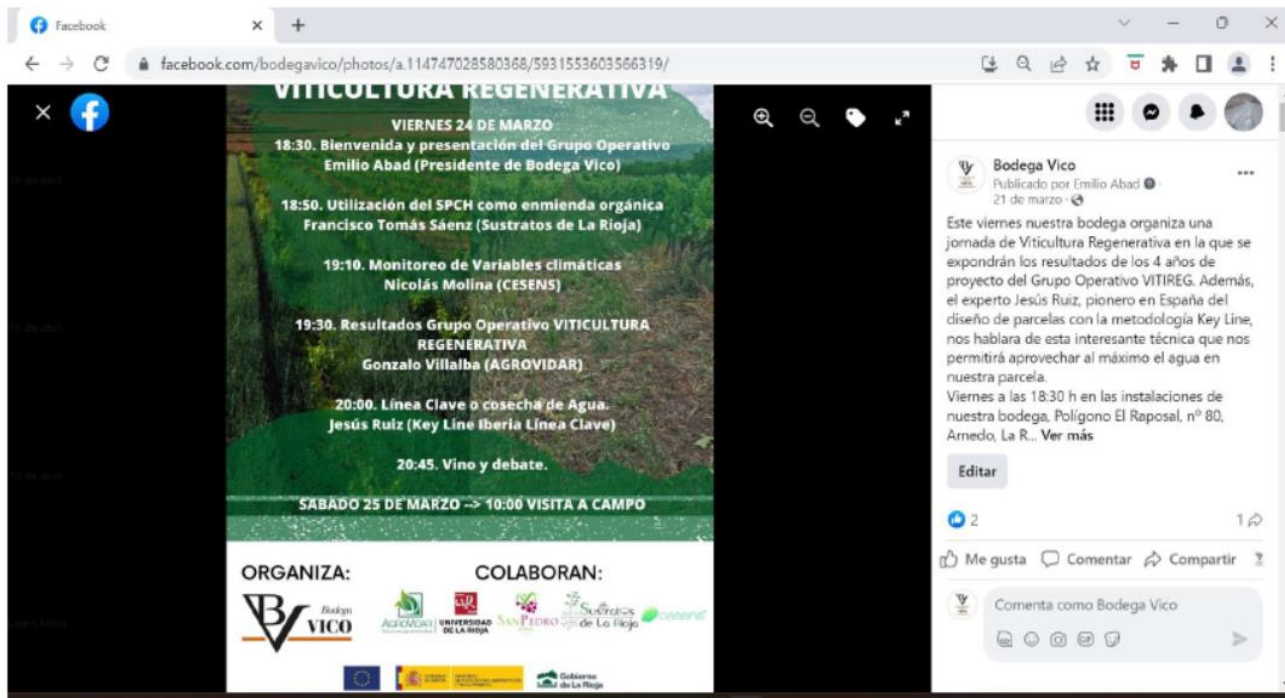 Facebook
facebook.com/bodegavico/photos/a.114747028580368/5931553603566319/
VITICULTURA REGENERATIVA
VIERNES 24 DE MARZO
18:30. Bienvenida y presentación del Grupo Operativo
Emilio Abad (Presidente de Bodega Vico)
18:50. Utilización del SPCH como enmienda orgánica
Francisco Tomás Sáenz (Sustratos de La Rioja)
19:10. Monitoreo de Variables climáticas
Nicolás Molina (CESENS)
19:30. Resultados Grupo Operativo VITICULTURA
REGENERATIVA
Gonzalo Villalba (AGROVIDAR)
20:00. Línea Clave o cosecha de Agua.
Jesús Ruiz (Key Line Iberia Línea Clave)
20:45. Vino y debate.
SABADO 25 DE MARZO --> 10:00 VISITA A CAMPO
ORGANIZA:
COLABORAN:
Bodega
VICO
AGROVIDAR
UR
UNIVERSIDAD
DE LA RIOJA
SAN PEDRO
Sustratos
de La Rioja
cesens
Gobierno
de La Rioja
Bodega Vico
Publicado por Emilio Abad
21 de marzo ·
Este viernes nuestra bodega organiza una
jornada de Viticultura Regenerativa en la que se
expondrán los resultados de los 4 años de
proyecto del Grupo Operativo VITIREG. Además,
el experto Jesús Ruiz, pionero en España del
diseño de parcelas con la metodología Key Line,
nos hablara de esta interesante técnica que nos
permitirá aprovechar al máximo el agua en
nuestra parcela.
Viernes a las 18:30 h en las instalaciones de
nuestra bodega, Polígono El Raposal, nº 80,
Arnedo, La R... Ver más
Editar
2
1
Me gusta Comentar Compartir
Comenta como Bodega Vico